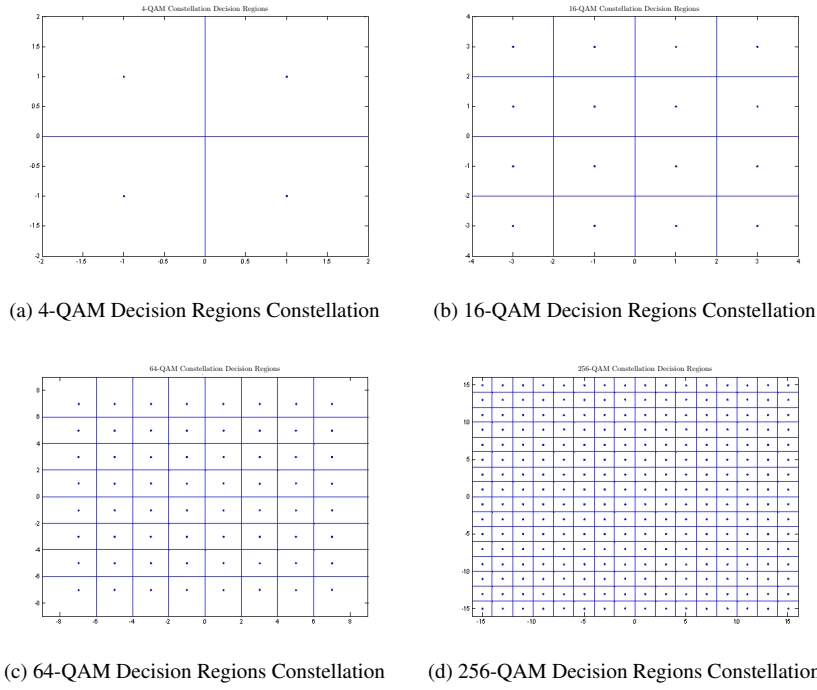 4-QAM Constellation Decision Regions
2
1.5
1
0.5
0
-0.5
-1
-1.5
-2
-2 -1.5 -1 -0.5 0 0.5 1 1.5 2
(a) 4-QAM Decision Regions Constellation
16-QAM Constellation Decision Regions
4
3
2
1
0
-1
-2
-3
-4
-4 -3 -2 -1 0 1 2 3 4
(b) 16-QAM Decision Regions Constellation
64-QAM Constellation Decision Regions
8
6
4
2
0
-2
-4
-6
-8
-8 -6 -4 -2 0 2 4 6 8
(c) 64-QAM Decision Regions Constellation
256-QAM Constellation Decision Regions
15
10
5
0
-5
-10
-15
-15 -10 -5 0 5 10 15
(d) 256-QAM Decision Regions Constellation